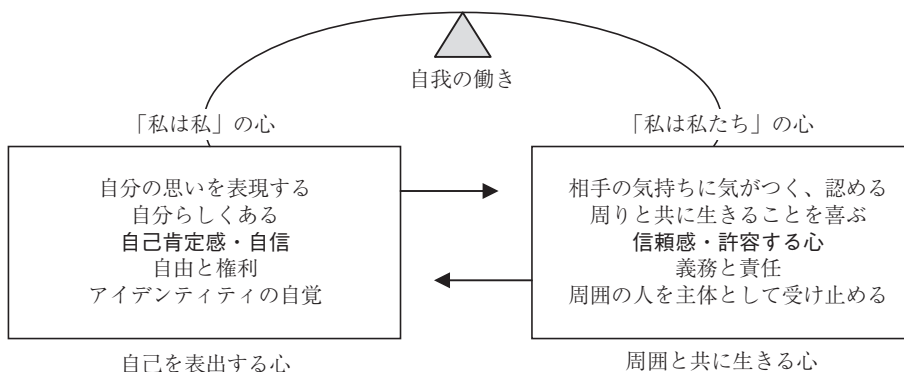 自我の働き
「私は私」の心
自分の思いを表現する
自分らしくある
自己肯定感・自信
自由と権利
アイデンティティの自覚
自己を表出する心
「私は私たち」の心
相手の気持ちに気がつく、認める
周りと共に生きることを喜ぶ
信頼感・許容する心
義務と責任
周囲の人を主体として受け止める
周囲と共に生きる心